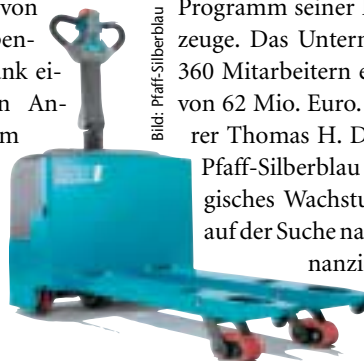 von
en-
nk ei-
n An-
m
Bild: Pfaff-Silberblau
Programm seiner
zeuge. Das Untern
360 Mitarbeitern e
von 62 Mio. Euro.
rer Thomas H. D
Pfaff-Silberblau
gisches Wachstu
auf der Suche na
nanzi